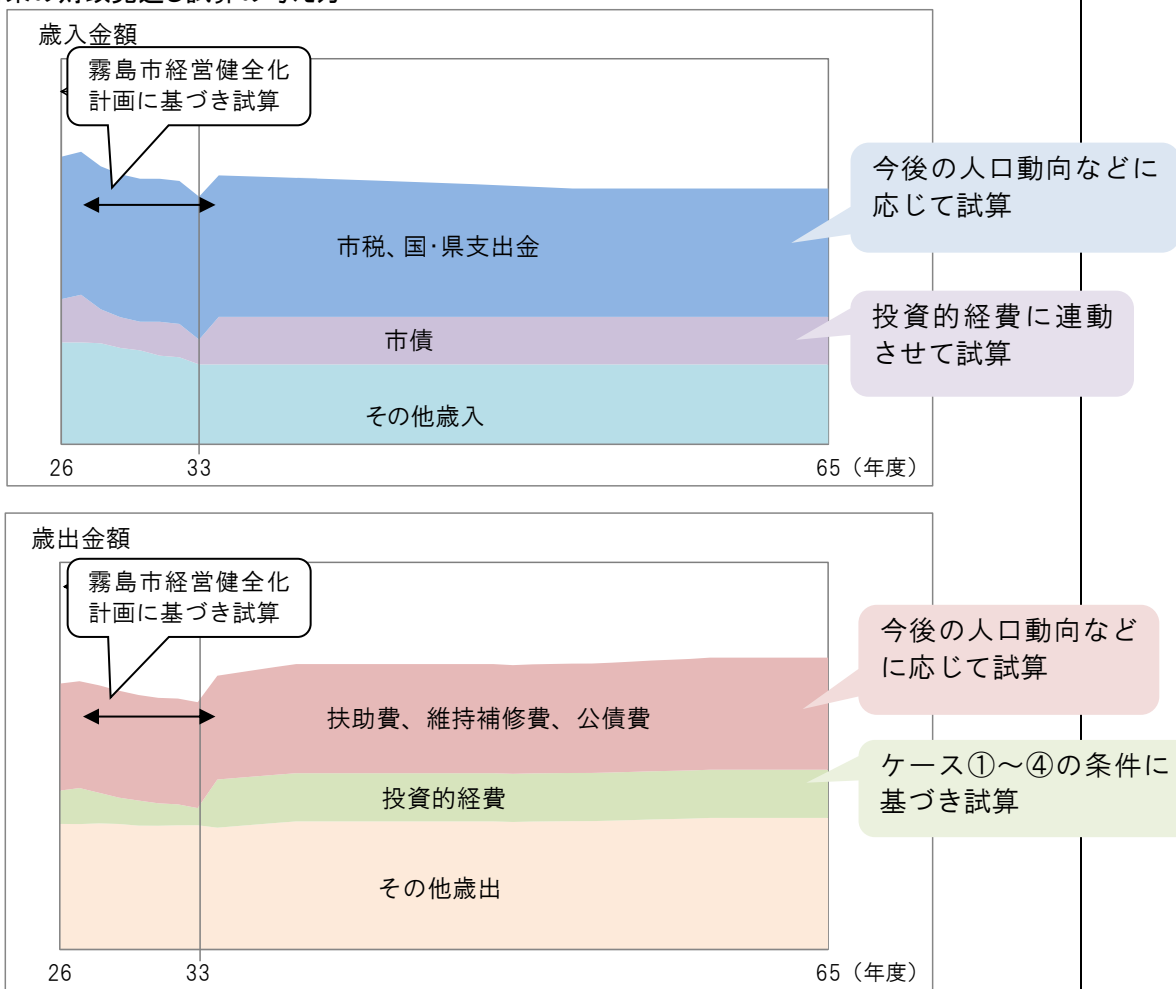 歳入金額
霧島市経営健全化
計画に基づき試算
今後の人口動向などに
応じて試算
市税、国・県支出金
投資的経費に連動
させて試算
市債
その他歳入
26 33 65（年度）
歳出金額
霧島市経営健全化
計画に基づき試算
今後の人口動向など
に応じて試算
扶助費、維持補修費、公債費
ケース①～④の条件に
基づき試算
投資的経費
その他歳出
26 33 65（年度）